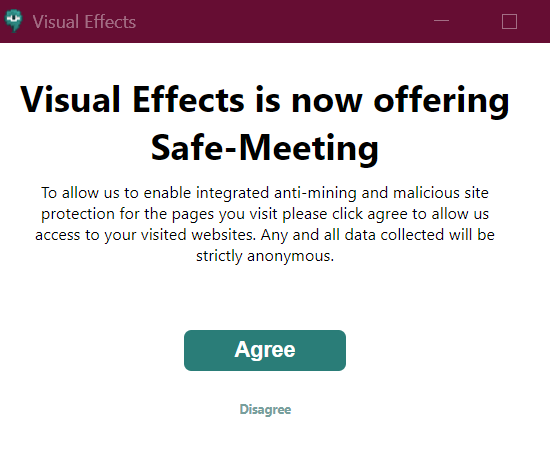 Visual Effects
Visual Effects is now offering
Safe-Meeting
To allow us to enable integrated anti-mining and malicious site
protection for the pages you visit please click agree to allow us
access to your visited websites. Any and all data collected will be
strictly anonymous.
Agree
Disagree